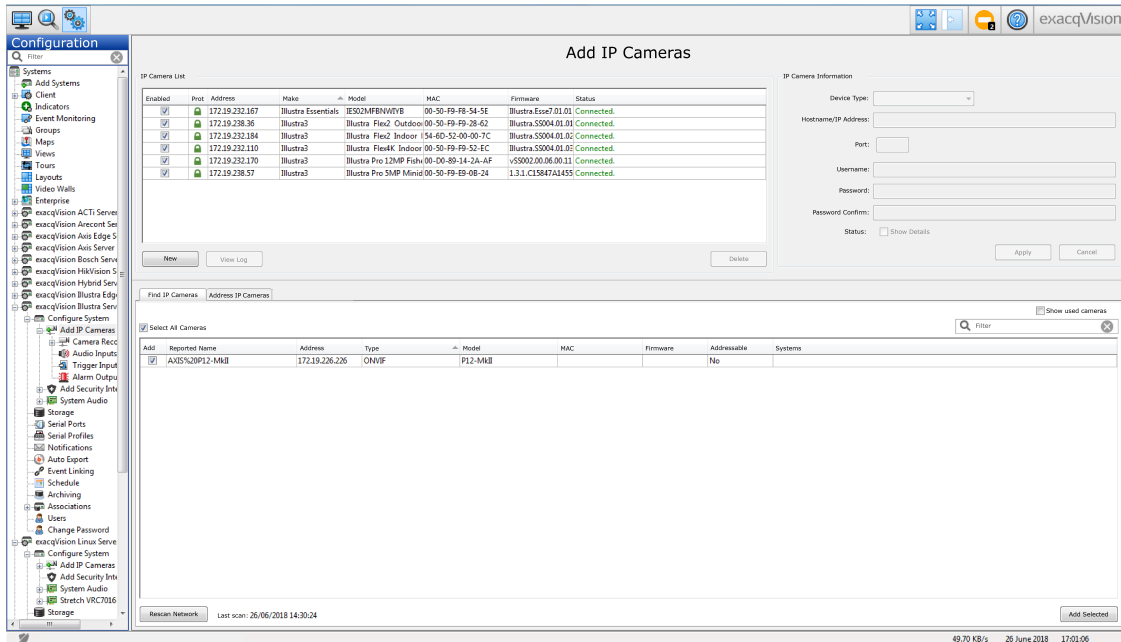 exacqVision
2
Configuration
Filter
Systems
Add Systems
Client
Indicators
Event Monitoring
Groups
Maps
Views
Tours
Layouts
Video Walls
Enterprise
exacqVision ACTi Server
exacqVision Arecont Ser
exacqVision Axis Edge S
exacqVision Axis Server
exacqVision Bosch Serve
exacqVision HikVision S
exacqVision Hybrid Serv
exacqVision Illustra Edg
exacqVision Illustra Serv
Configure System
Add IP Cameras
Camera Reco
Audio Inputs
Trigger Input
Alarm Outpu
Add Security Inte
System Audio
Storage
Serial Ports
Serial Profiles
Notifications
Auto Export
Event Linking
Schedule
Archiving
Associations
Users
Change Password
exacqVision Linux Serve
Configure System
Add IP Cameras
Add Security Inte
System Audio
Stretch VRC7016
Storage
Add IP Cameras
IP Camera List
Enabled Prot Address Make Model MAC Firmware Status
172.19.232.167 Illustra Essentials IES02MFBNWIYB 00-50-F9-F8-54-5E Illustra.Esse7.01.01 Connected.
172.19.238.36 Illustra3 Illustra Flex2 Outdoor 00-50-F9-F9-28-62 Illustra.SS004.01.01 Connected.
172.19.232.184 Illustra3 Illustra Flex2 Indoor 54-6D-52-00-00-7C Illustra.SS004.01.02 Connected.
172.19.232.110 Illustra3 Illustra Flex4K Indoor 00-50-F9-F9-52-EC Illustra.SS004.01.03 Connected.
172.19.232.170 Illustra3 Illustra Pro 12MP Fishe 00-D0-89-14-2A-AF vSS002.00.06.00.11 Connected.
172.19.238.57 Illustra3 Illustra Pro 5MP Minid 00-50-F9-E9-0B-24 1.3.1.C15847A1455 Connected.
New View Log Delete
IP Camera Information
Device Type:
Hostname/IP Address:
Port:
Username:
Password:
Password Confirm:
Status: Show Details
Apply Cancel
Find IP Cameras Address IP Cameras
Show used cameras
Select All Cameras
Filter
Add Reported Name Address Type Model MAC Firmware Addressable Systems
AXIS%20P12-MkII 172.19.226.226 ONVIF P12-MkII No
Rescan Network Last scan: 26/06/2018 14:30:24 Add Selected
49.70 KB/s 26 June 2018 17:01:06